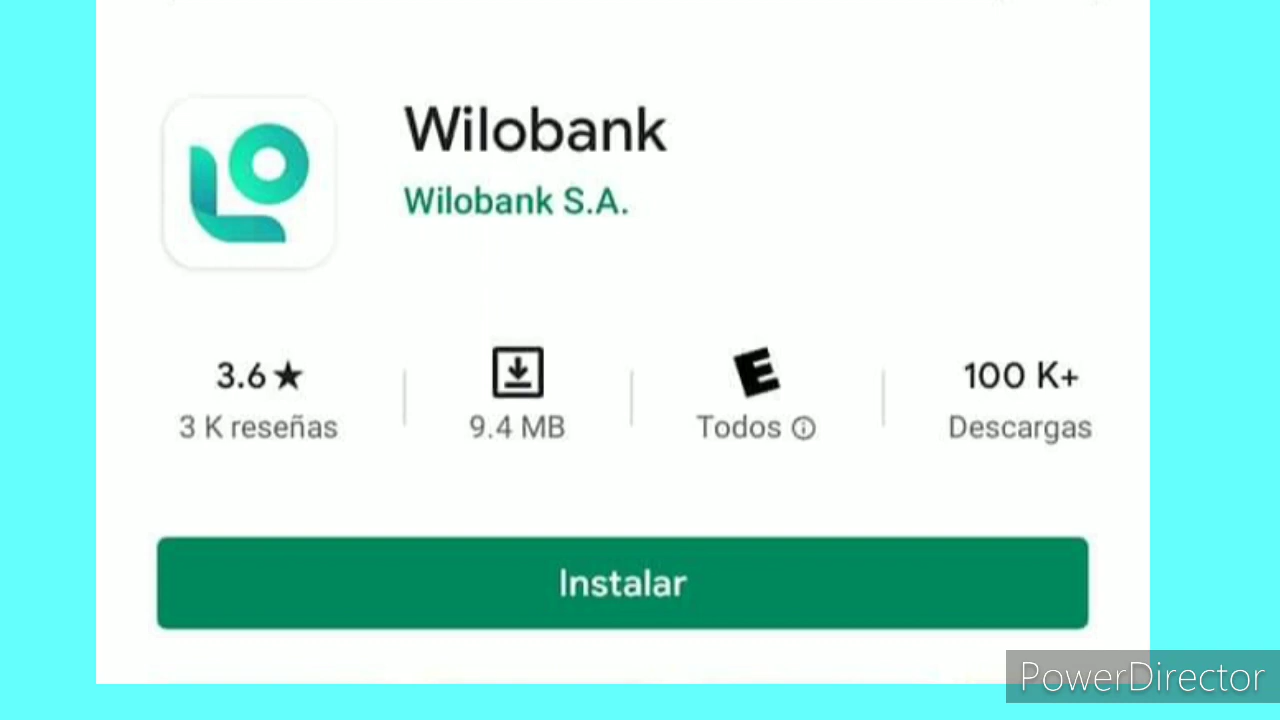 Wilobank
Wilobank S.A.
3.6★
3 K reseñas
9.4 MB
E
Todos
100 K+
Descargas
Instalar
PowerDirector